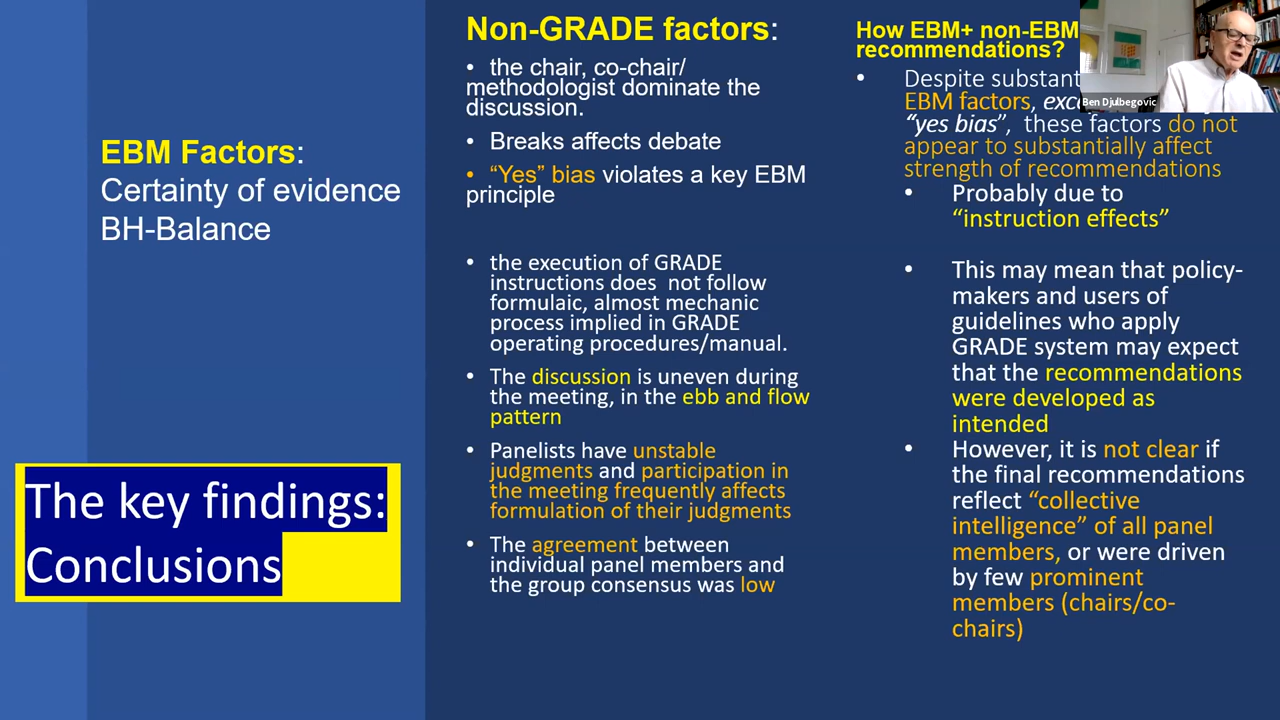 EBM Factors:
Certainty of evidence
BH-Balance
The key findings:
Conclusions
Non-GRADE factors:
• the chair, co-chair/
methodologist dominate the
discussion.
• Breaks affects debate
• “Yes” bias violates a key EBM
principle
• the execution of GRADE
instructions does not follow
formulaic, almost mechanic
process implied in GRADE
operating procedures/manual.
• The discussion is uneven during
the meeting, in the ebb and flow
pattern
• Panelists have unstable
judgments and participation in
the meeting frequently affects
formulation of their judgments
• The agreement between
individual panel members and
the group consensus was low
How EBM+ non-EBM
recommendations?
• Despite
EBM factors,
“yes bias”, these factors do not
appear to substantially affect
strength of recommendations
• Probably due to
“instruction effects”
• This may mean that policy-
makers and users of
guidelines who apply
GRADE system may expect
that the recommendations
were developed as
intended
• However, it is not clear if
the final recommendations
reflect “collective
intelligence” of all panel
members, or were driven
by few prominent
members (chairs/co-
chairs)
Ben Djulbegovic